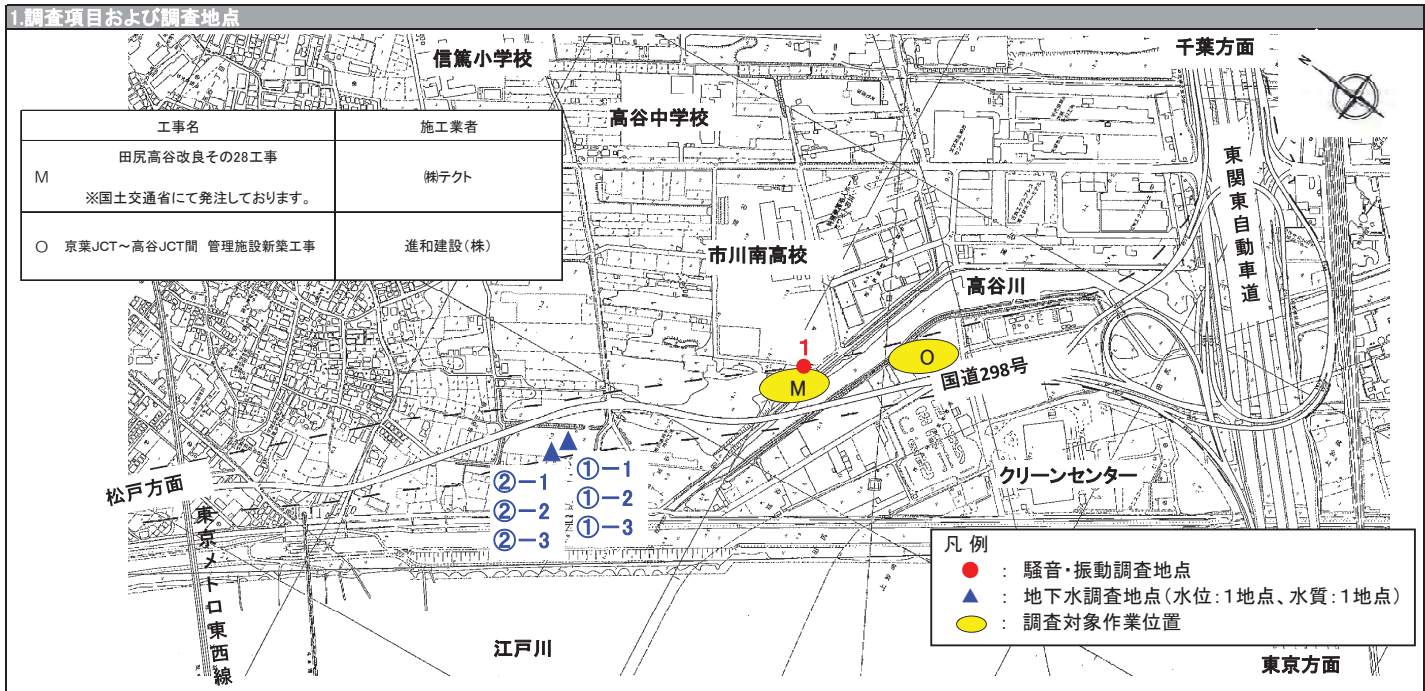 1.調査項目および調査地点
信篤小学校
千葉方面
N
工事名
施工業者
M
田尻高谷改良その28工事
※国土交通省にて発注しております。
㈱テクト
O 京葉JCT～高谷JCT間 管理施設新築工事
進和建設(株)
高谷中学校
東関東自動車道
市川南高校
高谷川
1
M
O
国道298号
松戸方面
②-1
②-2
②-3
①-1
①-2
①-3
クリーンセンター
東京メトロ東西線
江戸川
凡 例
● : 騒音・振動調査地点
▲ : 地下水調査地点(水位:1地点、水質:1地点)
: 調査対象作業位置
東京方面